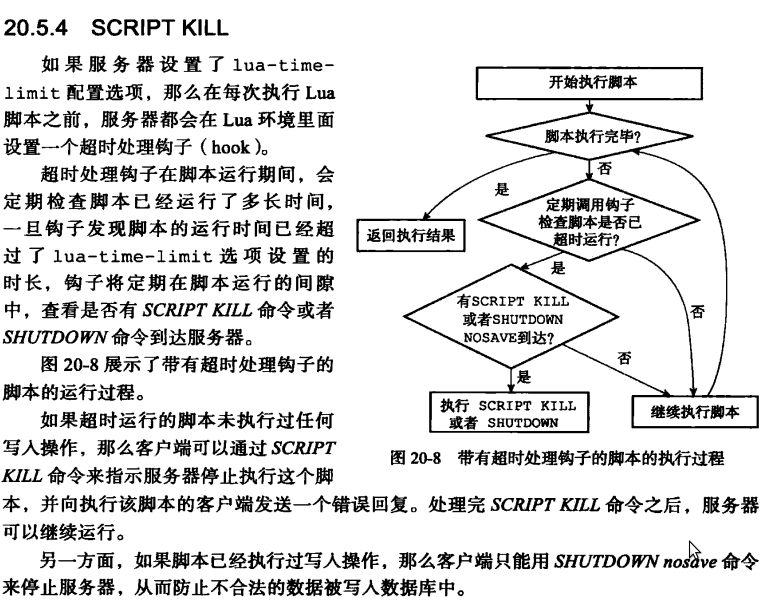 20.5.4 SCRIPT KILL
如果服务器设置了 lua-time-
limit 配置选项，那么在每次执行 Lua
脚本之前，服务器都会在 Lua 环境里面
设置一个超时处理钩子（hook）。
超时处理钩子在脚本运行期间，会
定期检查脚本已经运行了多长时间，
一旦钩子发现脚本的运行时间已经超
过了 lua-time-limit 选项设置的
时长，钩子将定期在脚本运行的间隙
中，查看是否有 SCRIPT KILL 命令或者
SHUTDOWN 命令到达服务器。
图 20-8 展示了带有超时处理钩子的
脚本的运行过程。
如果超时运行的脚本未执行过任何
写入操作，那么客户端可以通过 SCRIPT
KILL 命令来指示服务器停止执行这个脚
开始执行脚本
脚本执行完毕?
否
是
定期调用钩子
检查脚本是否已
超时运行?
返回执行结果
是
有SCRIPT KILL
或者SHUTDOWN
NOSAVE到达?
否
否
是
执行 SCRIPT KILL
或者 SHUTDOWN
继续执行脚本
图 20-8 带有超时处理钩子的脚本的执行过程
本，并向执行该脚本的客户端发送一个错误回复。处理完 SCRIPT KILL 命令之后，服务器
可以继续运行。
另一方面，如果脚本已经执行过写入操作，那么客户端只能用 SHUTDOWN nosave 命令
来停止服务器，从而防止不合法的数据被写入数据库中。